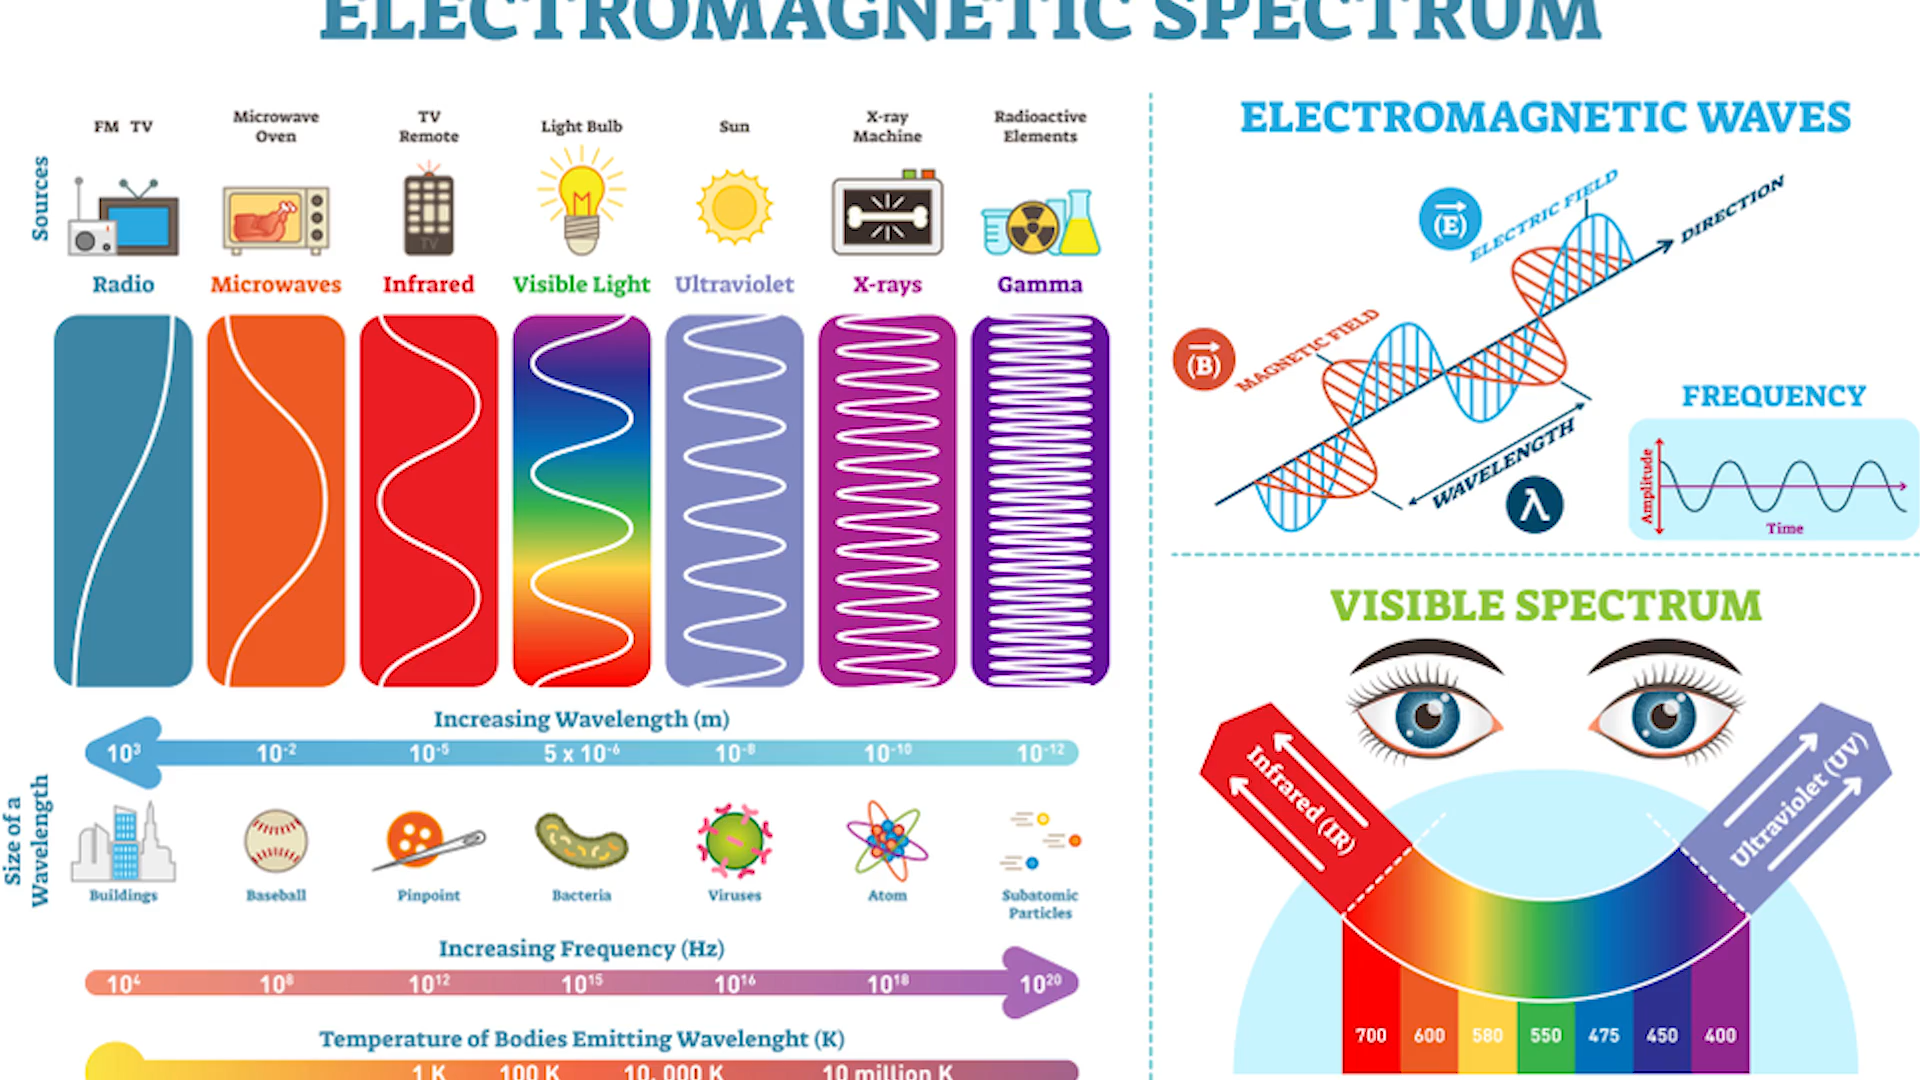 ELECTROMAGNETIC SPECTRUM
Sources
FM TV
Microwave
Oven
TV
Remote
Light Bulb
Sun
X-ray
Machine
Radioactive
Elements
TV
Radio
Microwaves
Infrared
Visible Light
Ultraviolet
X-rays
Gamma
Increasing Wavelength (m)
10³ 10⁻² 10⁻⁵ 5 x 10⁻⁶ 10⁻⁸ 10⁻¹⁰ 10⁻¹²
Size of a
Wavelength
Buildings
Baseball
Pinpoint
Bacteria
Viruses
Atom
Subatomic
Particles
Increasing Frequency (Hz)
10⁴ 10⁸ 10¹² 10¹⁵ 10¹⁶ 10¹⁸ 10²⁰
Temperature of Bodies Emitting Wavelenght (K)
1 K 100 K 10, 000 K 10 million K
ELECTROMAGNETIC WAVES
(E)
ELECTRIC FIELD
DIRECTION
(B)
MAGNETIC FIELD
WAVELENGTH
λ
FREQUENCY
Amplitude
Time
VISIBLE SPECTRUM
Infrared (IR)
Ultraviolet (UV)
700 600 580 550 475 450 400